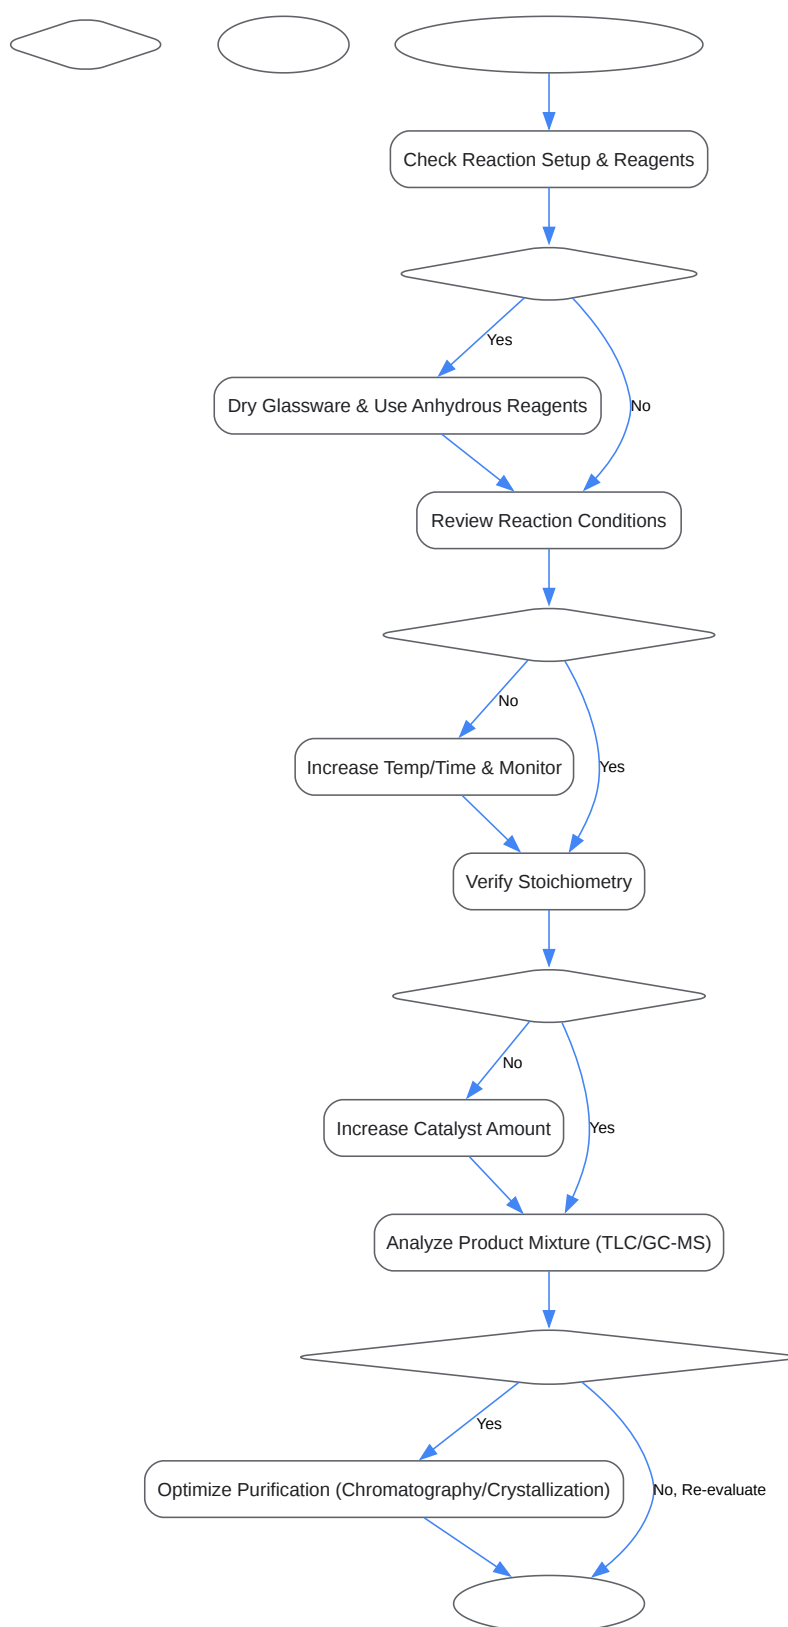 Check Reaction Setup & Reagents
Yes
Dry Glassware & Use Anhydrous Reagents
No
Review Reaction Conditions
No
Increase Temp/Time & Monitor
Yes
Verify Stoichiometry
No
Increase Catalyst Amount
Yes
Analyze Product Mixture (TLC/GC-MS)
Yes
Optimize Purification (Chromatography/Crystallization)
No, Re-evaluate